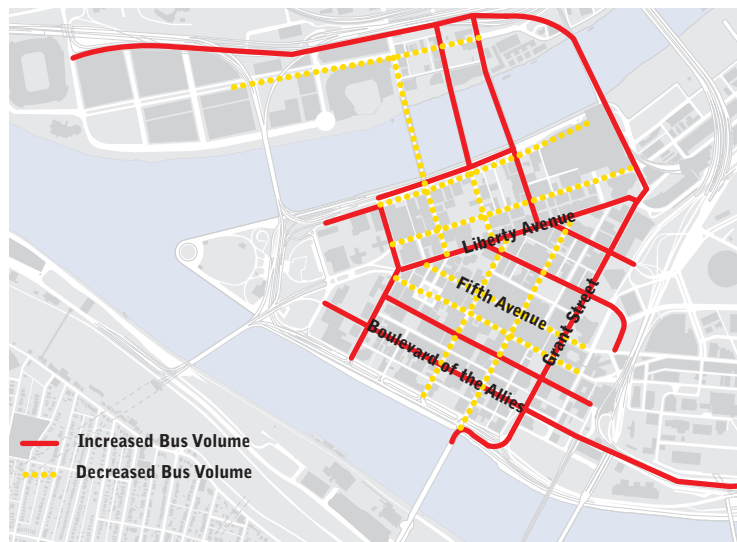 Liberty Avenue
Fifth Avenue
Grant Street
Boulevard of the Allies
Increased Bus Volume
Decreased Bus Volume